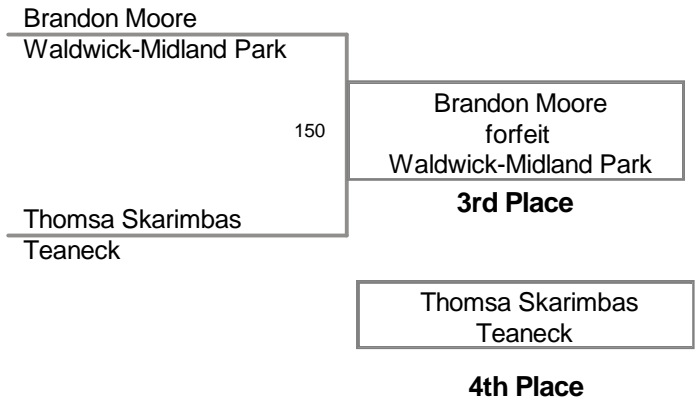 Brandon Moore
Waldwick-Midland Park
150
Brandon Moore
forfeit
Waldwick-Midland Park
3rd Place
Thomsa Skarimbas
Teaneck
Thomsa Skarimbas
Teaneck
4th Place